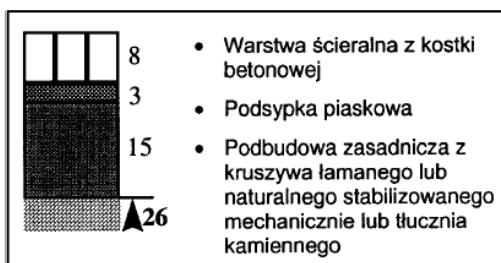 8
3
15
26
• Warstwa ścieralna z kostki
betonowej
• Podsypka piaskowa
• Podbudowa zasadnicza z
kruszywa łamanego lub
naturalnego stabilizowanego
mechanicznie lub tłucznia
kamiennego